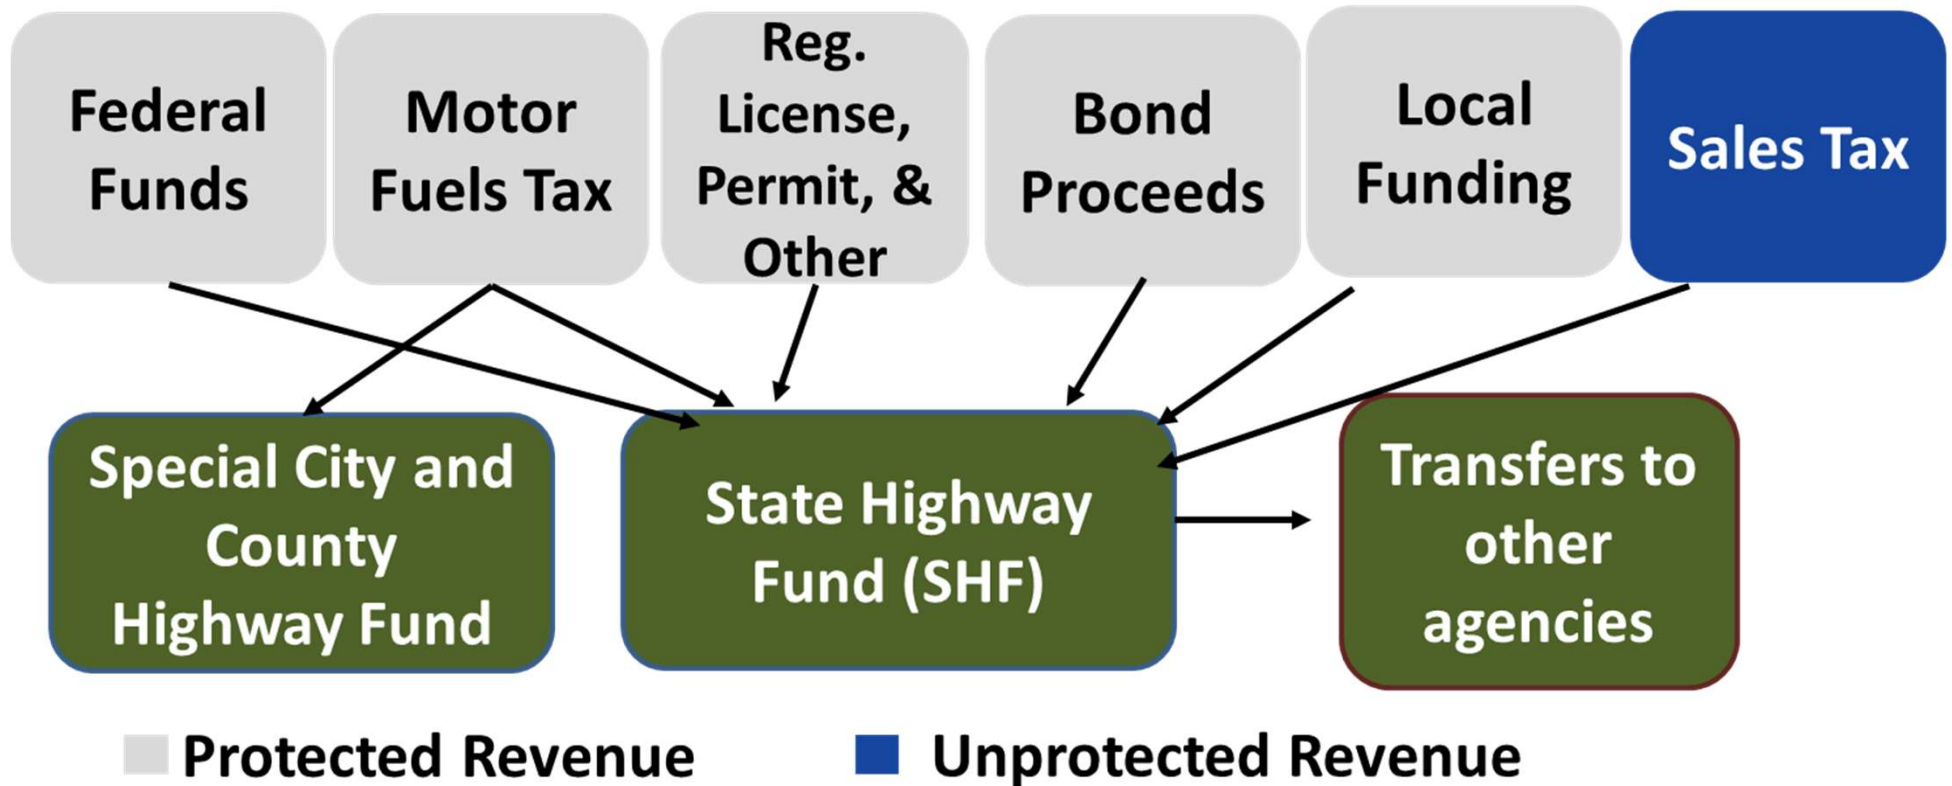 Federal
Funds
Motor
Fuels Tax
Reg.
License,
Permit, &
Other
Bond
Proceeds
Local
Funding
Sales Tax
Special City and
County
Highway Fund
State Highway
Fund (SHF)
Transfers to
other
agencies
Protected Revenue
Unprotected Revenue